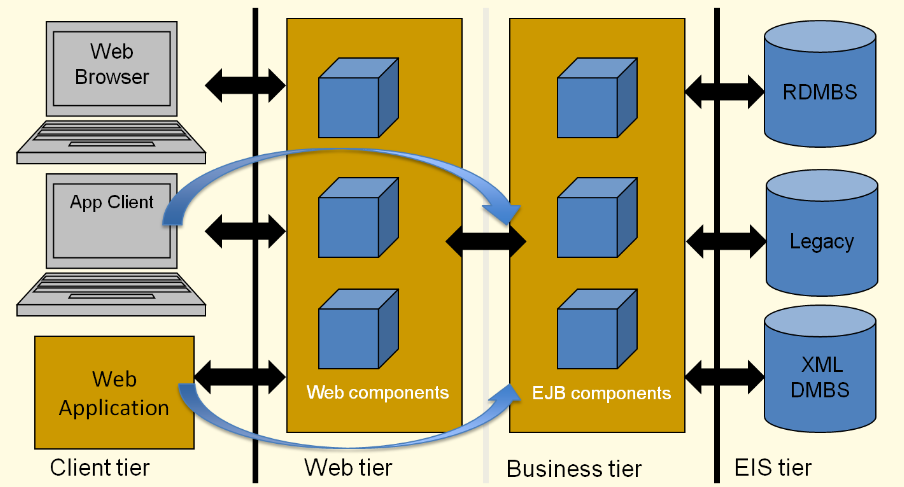 Web
Browser
App Client
Web
Application
Client tier
Web components
Web tier
EJB components
Business tier
RDMBS
Legacy
XML
DMBS
EIS tier